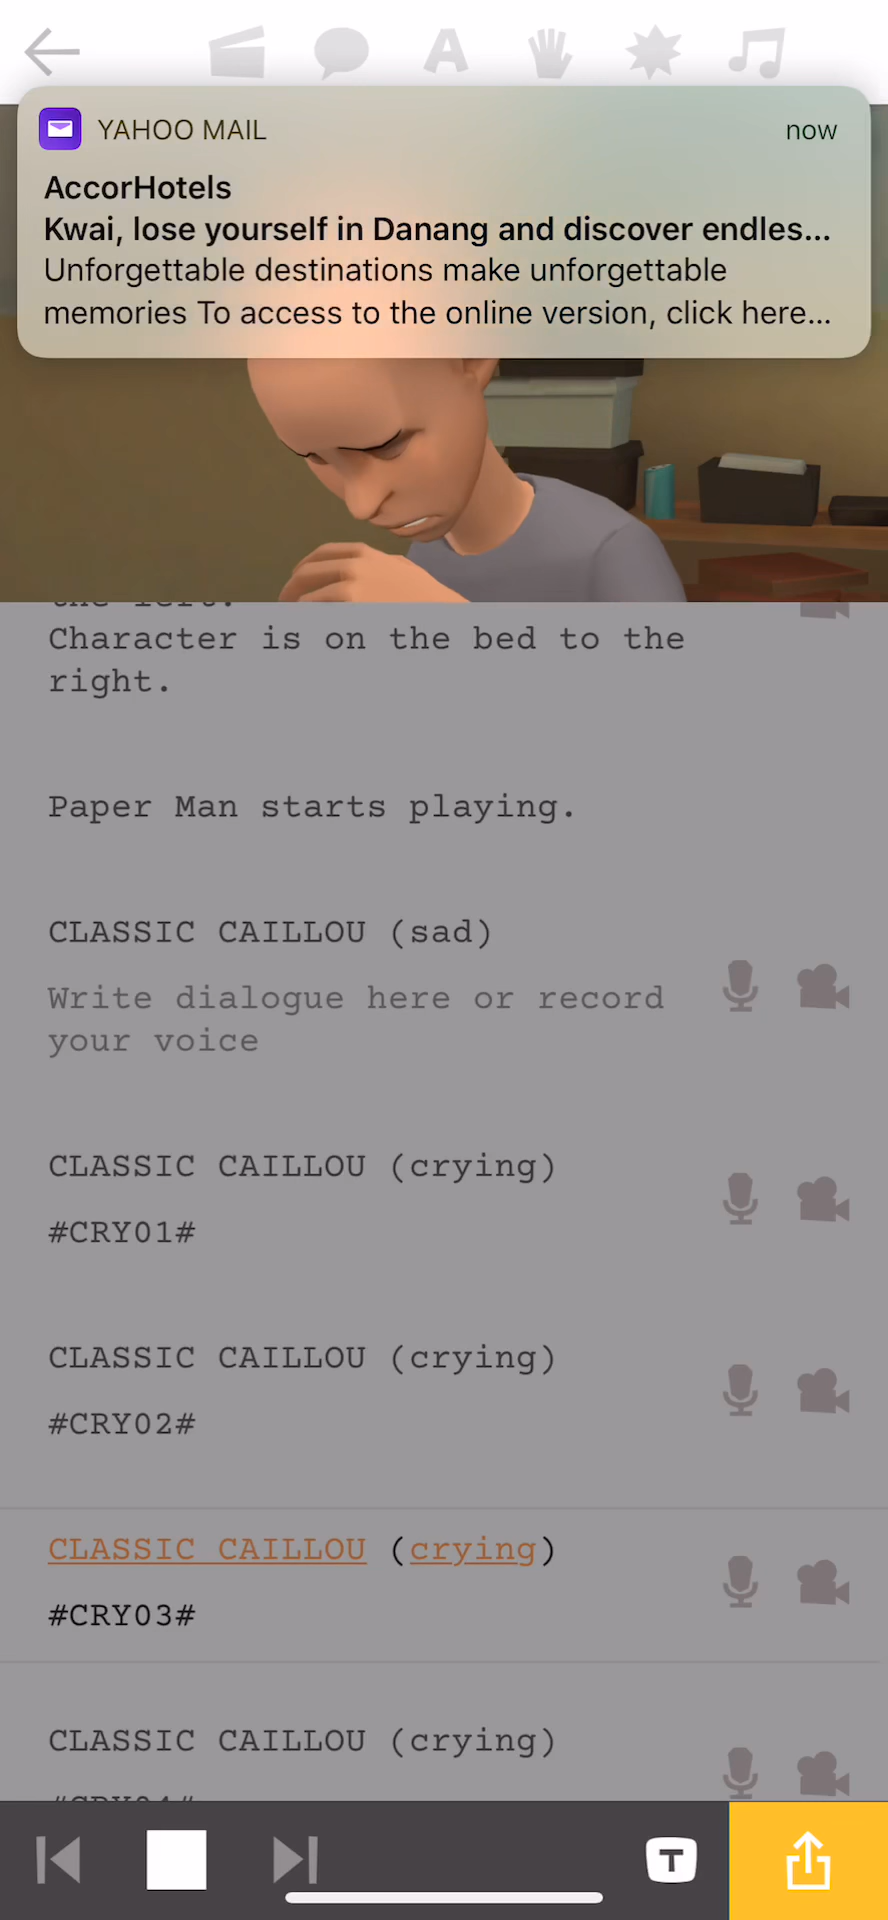 YAHOO MAIL
now
AccorHotels
Kwai, lose yourself in Danang and discover endles...
Unforgettable destinations make unforgettable
memories To access to the online version, click here...
the left.
Character is on the bed to the
right.
Paper Man starts playing.
CLASSIC CAILLOU (sad)
Write dialogue here or record
your voice
CLASSIC CAILLOU (crying)
#CRY01#
CLASSIC CAILLOU (crying)
#CRY02#
CLASSIC CAILLOU (crying)
#CRY03#
CLASSIC CAILLOU (crying)
#CRY04#
T